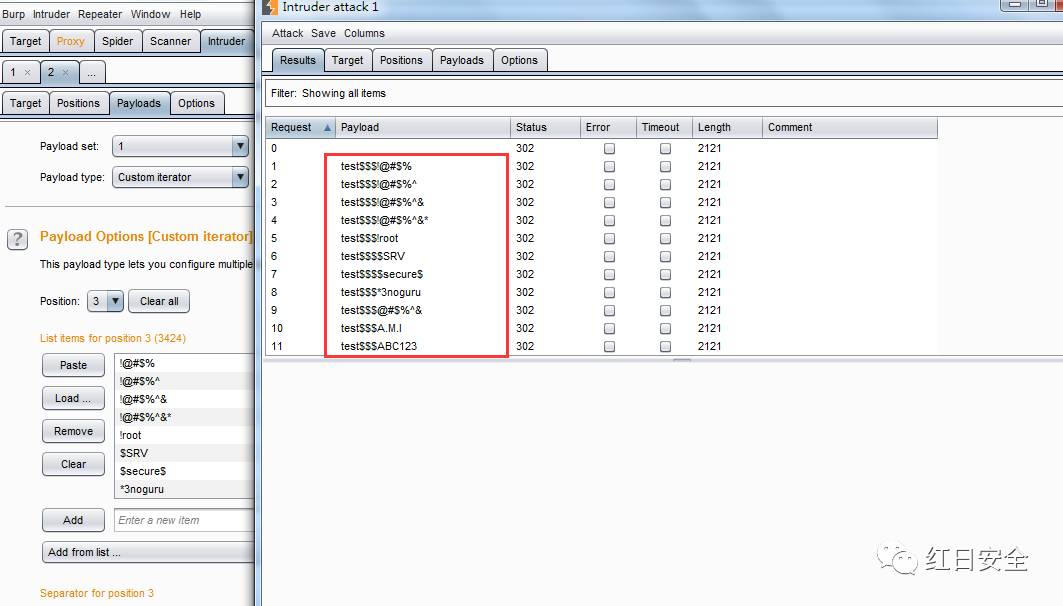 Burp Intruder Repeater Window Help
Target Proxy Spider Scanner Intruder
1 × 2 × ...
Target Positions Payloads Options
Payload set: 1
Payload type: Custom iterator
? Payload Options [Custom iterator]
This payload type lets you configure multiple
Position: 3 Clear all
List items for position 3 (3424)
Paste
Load ...
Remove
Clear
!@#$%
!@#$%^
!@#$%^&
!@#$%^&*
!root
$SRV
$secure$
*3noguru
Add Enter a new item
Add from list ...
Separator for position 3
Intruder attack 1
Attack Save Columns
Results Target Positions Payloads Options
Filter: Showing all items
Request Payload Status Error Timeout Length Comment
0 302 2121
1 test$$$!@#$% 302 2121
2 test$$$!@#$%^ 302 2121
3 test$$$!@#$%^& 302 2121
4 test$$$!@#$%^&* 302 2121
5 test$$$!root 302 2121
6 test$$$$SRV 302 2121
7 test$$$$secure$ 302 2121
8 test$$$*3noguru 302 2121
9 test$$$@#$%^& 302 2121
10 test$$$A.M.I 302 2121
11 test$$$ABC123 302 2121
红日安全